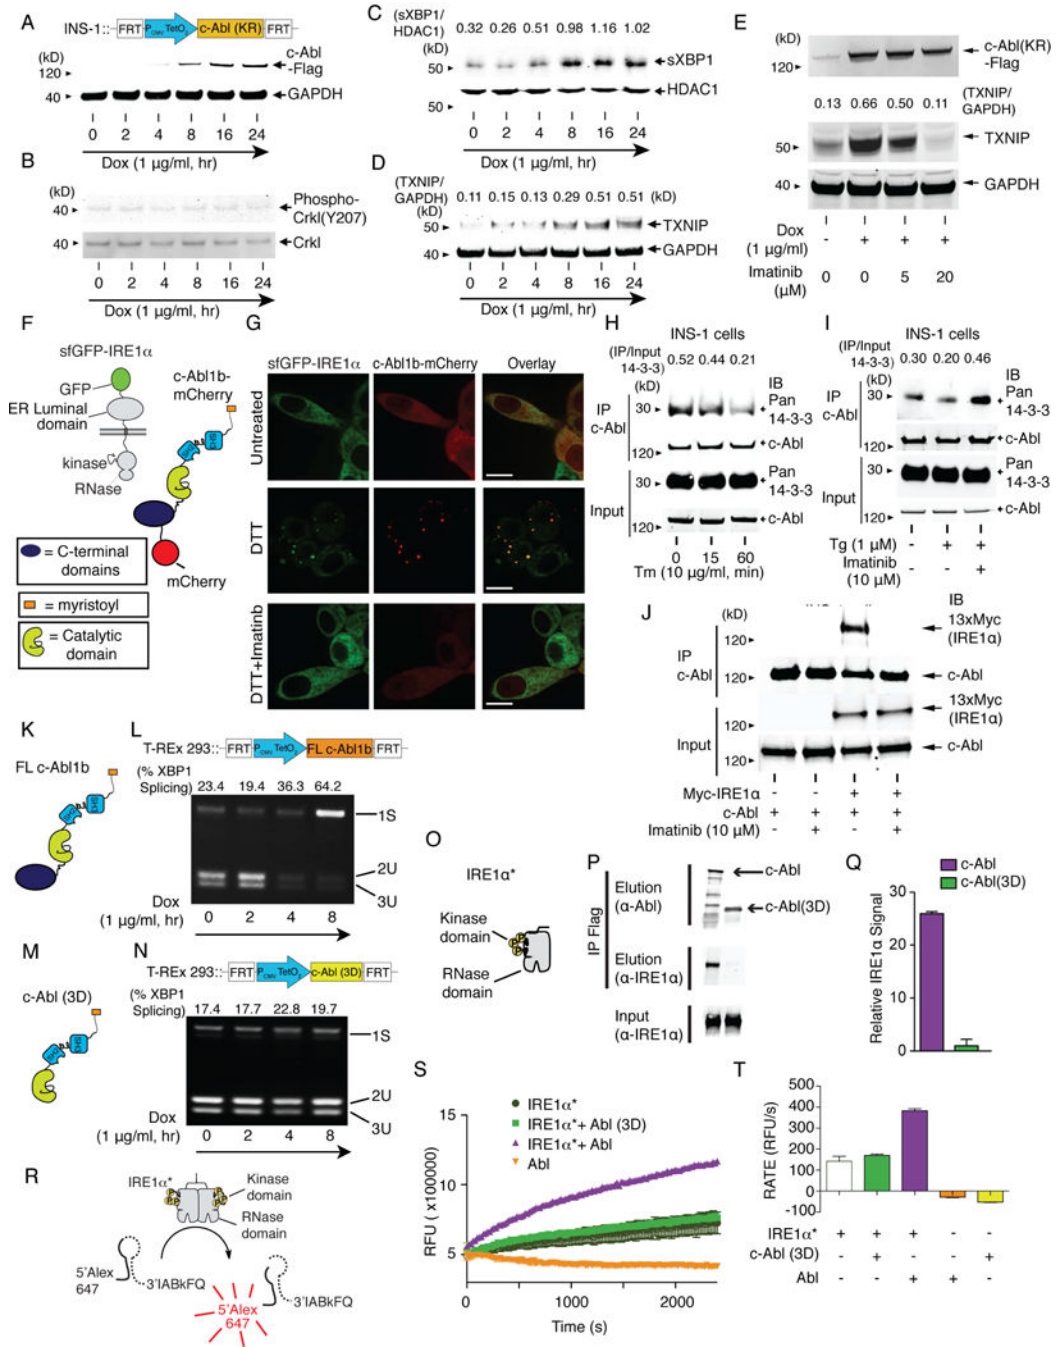 A
INS-1::
FRT
P CMV TetO 2
c-Abl (KR)
FRT
(kD)
120
40
c-Abl
-Flag
GAPDH
0 2 4 8 16 24
Dox (1 µg/ml, hr)
B
(kD)
40
40
Phospho-
Crkl(Y207)
Crkl
0 2 4 8 16 24
Dox (1 µg/ml, hr)
C
(sXBP1/
HDAC1)
0.32 0.26 0.51 0.98 1.16 1.02
(kD)
50
50
sXBP1
HDAC1
0 2 4 8 16 24
Dox (1 µg/ml, hr)
D
(TXNIP/
GAPDH)
0.11 0.15 0.13 0.29 0.51 0.51 (kD)
(kD)
50
40
TXNIP
GAPDH
0 2 4 8 16 24
Dox (1 µg/ml, hr)
E
(kD)
120
c-Abl(KR)
-Flag
0.13 0.66 0.50 0.11
(TXNIP/
GAPDH)
50
TXNIP
40
GAPDH
- + + +
Dox
(1 µg/ml)
0 0 5 20
Imatinib
(µM)
F
sfGFP-IRE1α
GFP
ER Luminal
domain
kinase
RNase
c-Abl1b-
mCherry
SH2
SH3
mCherry
= C-terminal
domains
= myristoyl
= Catalytic
domain
G
sfGFP-IRE1α c-Abl1b-mCherry Overlay
Untreated
DTT
DTT+Imatinib
H
INS-1 cells
(IP/Input
14-3-3)
0.52 0.44 0.21
(kD)
IB
IP
c-Abl
30
Pan
14-3-3
120
c-Abl
Input
30
Pan
14-3-3
120
c-Abl
0 15 60
Tm (10 µg/ml, min)
I
INS-1 cells
(IP/Input
14-3-3)
0.30 0.20 0.46
(kD)
IB
IP
c-Abl
30
Pan
14-3-3
120
c-Abl
Input
30
Pan
14-3-3
120
c-Abl
Tg (1 µM) - + +
Imatinib
(10 µM) - - +
J
(kD)
IB
IP
c-Abl
120
13xMyc
(IRE1α)
120
c-Abl
Input
120
13xMyc
(IRE1α)
120
c-Abl
Myc-IRE1α + +
c-Abl + + + +
Imatinib (10 µM) + +
K
FL c-Abl1b
SH2
SH3
L
T-REx 293::
FRT
P CMV TetO 2
FL c-Abl1b
FRT
(% XBP1
Splicing)
23.4 19.4 36.3 64.2
1S
2U
3U
Dox
(1 µg/ml, hr)
0 2 4 8
M
c-Abl (3D)
SH2
SH3
N
T-REx 293::
FRT
P CMV TetO 2
c-Abl (3D)
FRT
(% XBP1
Splicing)
17.4 17.7 22.8 19.7
1S
2U
3U
Dox
(1 µg/ml, hr)
0 2 4 8
O
IRE1α*
Kinase
domain
P
P
P
RNase
domain
P
IP Flag
Elution
(α-Abl)
c-Abl
c-Abl(3D)
Elution
(α-IRE1α)
Input
(α-IRE1α)
Q
c-Abl
c-Abl(3D)
Relative IRE1α Signal
30
20
10
0
R
IRE1α*
Kinase
domain
RNase
domain
5'Alex
647
3'IABkFQ
5'Alex
647
3'IABkFQ
S
IRE1α*
IRE1α*+ Abl (3D)
IRE1α*+ Abl
Abl
RFU ( x100000)
15
10
5
0 1000 2000
Time (s)
T
RATE (RFU/s)
500
400
300
200
100
0
-100
IRE1α* + + + - -
c-Abl (3D) - + - - +
Abl - - + + -